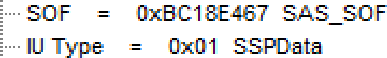 SOF = 0xBC18E467 SAS_SOF
IU Type = 0x01 SSPData